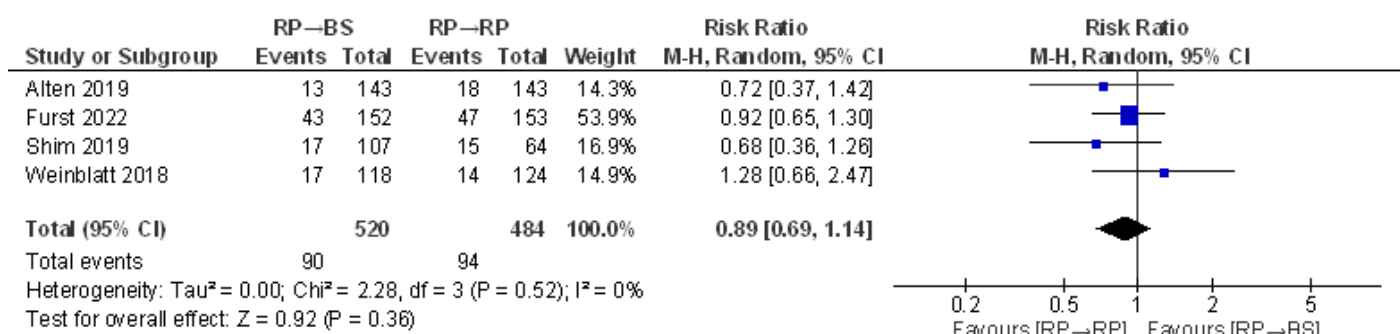 RP→BS RP→RP Risk Ratio Risk Ratio
Study or Subgroup Events Total Events Total Weight M-H, Random, 95% CI M-H, Random, 95% CI
Alten 2019 13 143 18 143 14.3% 0.72 [0.37, 1.42]
Furst 2022 43 152 47 153 53.9% 0.92 [0.65, 1.30]
Shim 2019 17 107 15 64 16.9% 0.68 [0.36, 1.26]
Weinblatt 2018 17 118 14 124 14.9% 1.28 [0.66, 2.47]
Total (95% CI) 520 484 100.0% 0.89 [0.69, 1.14]
Total events 90 94
Heterogeneity: Tau² = 0.00; Chi² = 2.28, df = 3 (P = 0.52); I² = 0%
Test for overall effect: Z = 0.92 (P = 0.36)
0.2 0.5 1 2 5
Favours [RP→RP] Favours [RP→BS]